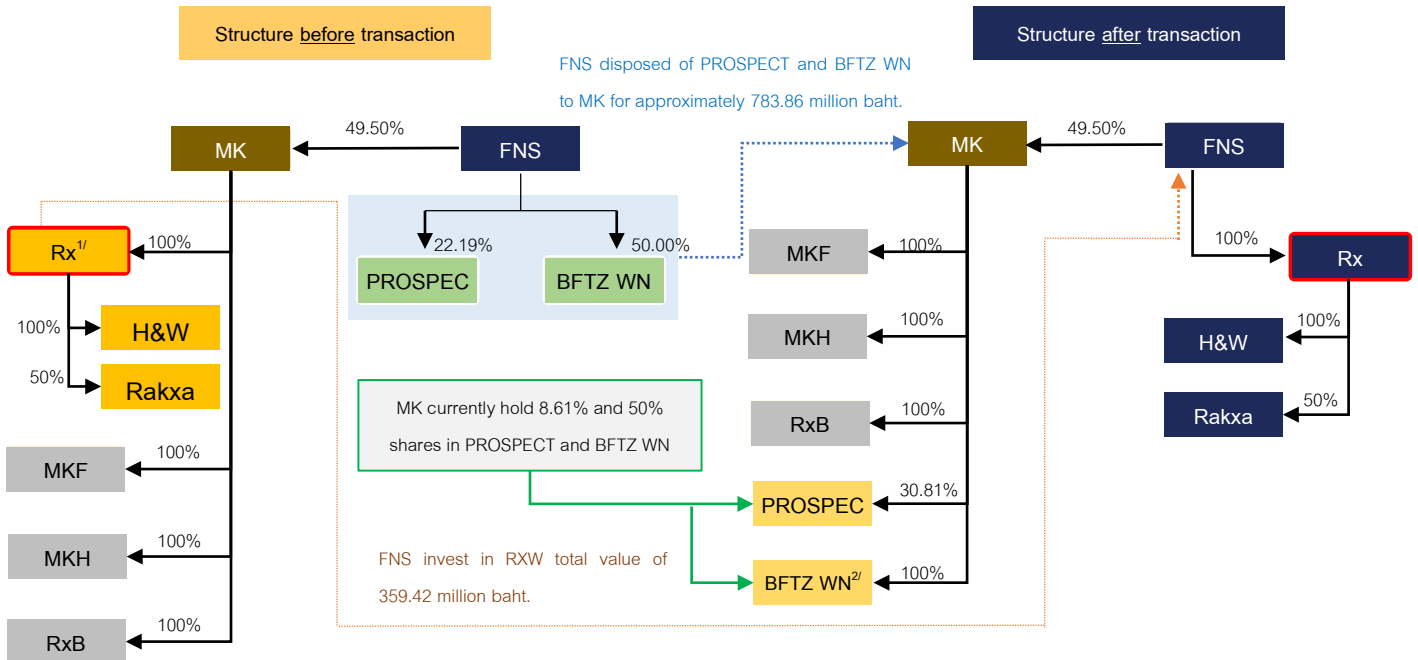 Structure before transaction
Structure after transaction
FNS disposed of PROSPECT and BFTZ WN
to MK for approximately 783.86 million baht.
MK
49.50%
FNS
Rx1/
100%
22.19%
50.00%
PROSPEC
BFTZ WN
100%
H&W
50%
Rakxa
MKF
100%
MKH
100%
RxB
100%
MK currently hold 8.61% and 50%
shares in PROSPECT and BFTZ WN
FNS invest in RXW total value of
359.42 million baht.
MK
49.50%
FNS
MKF
100%
MKH
100%
RxB
100%
PROSPEC
30.81%
BFTZ WN2/
100%
100%
Rx
H&W
100%
Rakxa
50%